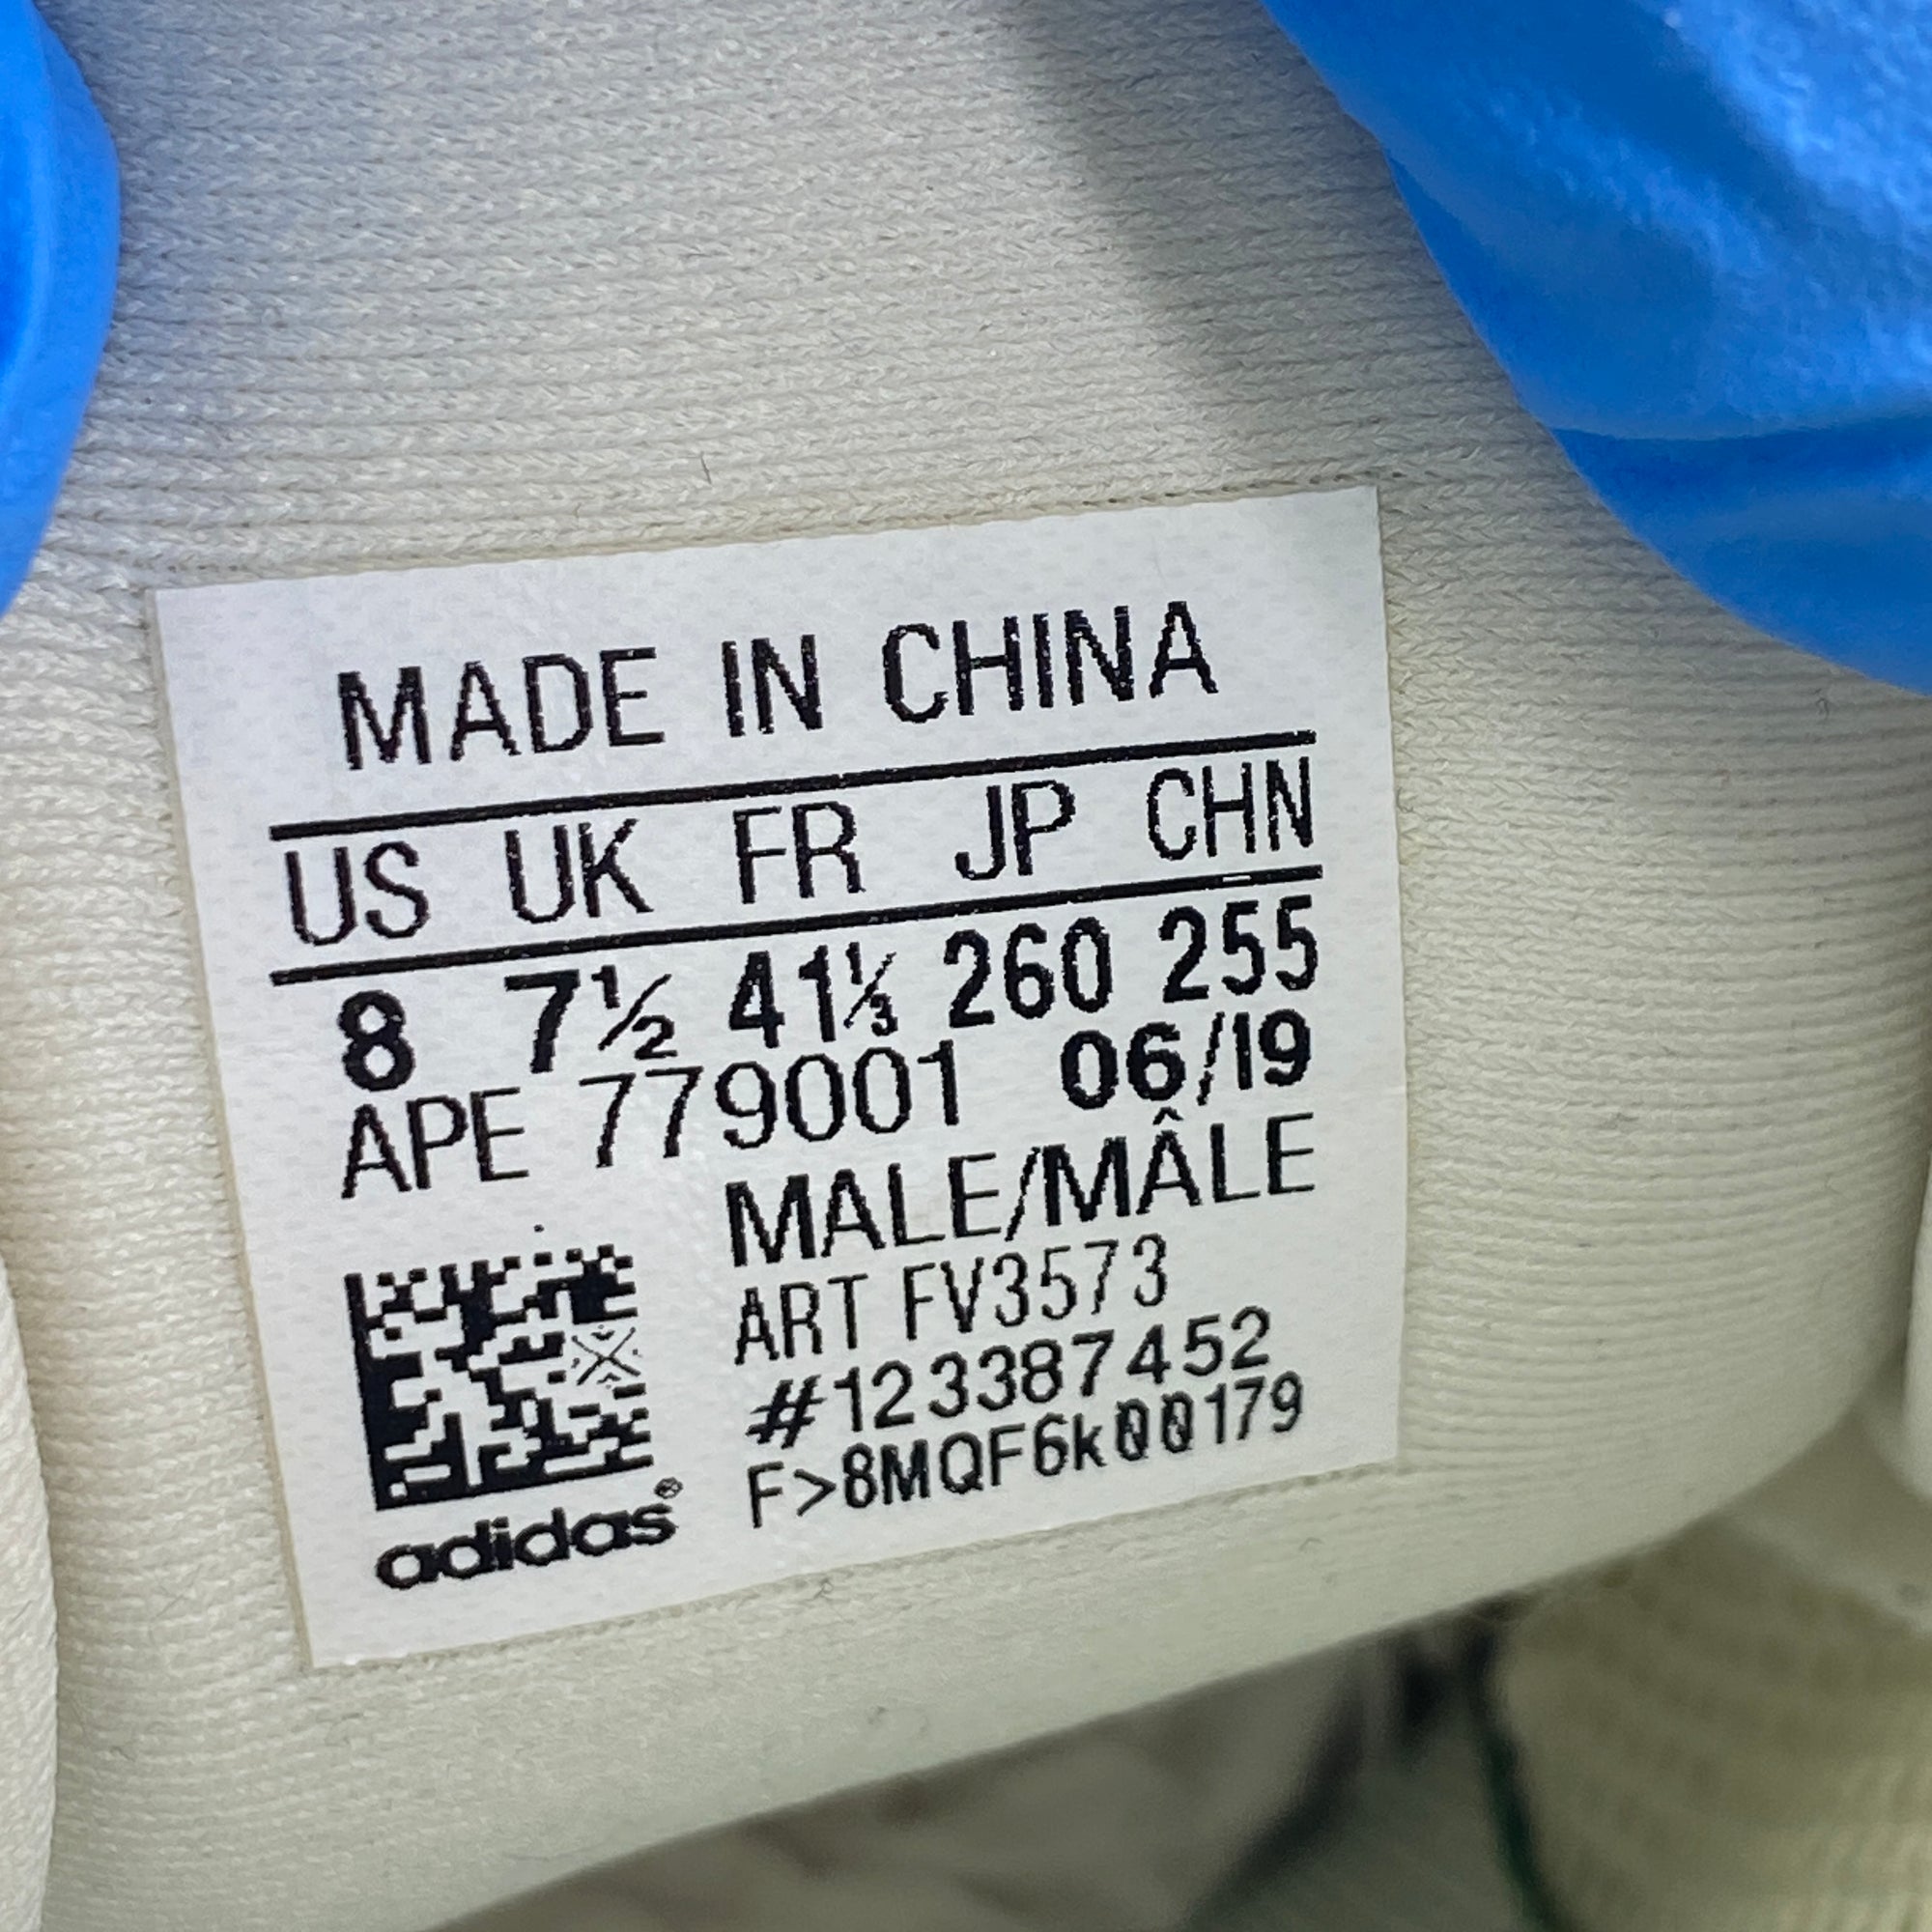 MADE IN CHINA
US UK FR JP CHN
8 7½ 41⅓ 260 255
APE 779001 06/19
MALE/MÂLE
ART FV3573
#123387452
F>8MQF6k00179
adidas®